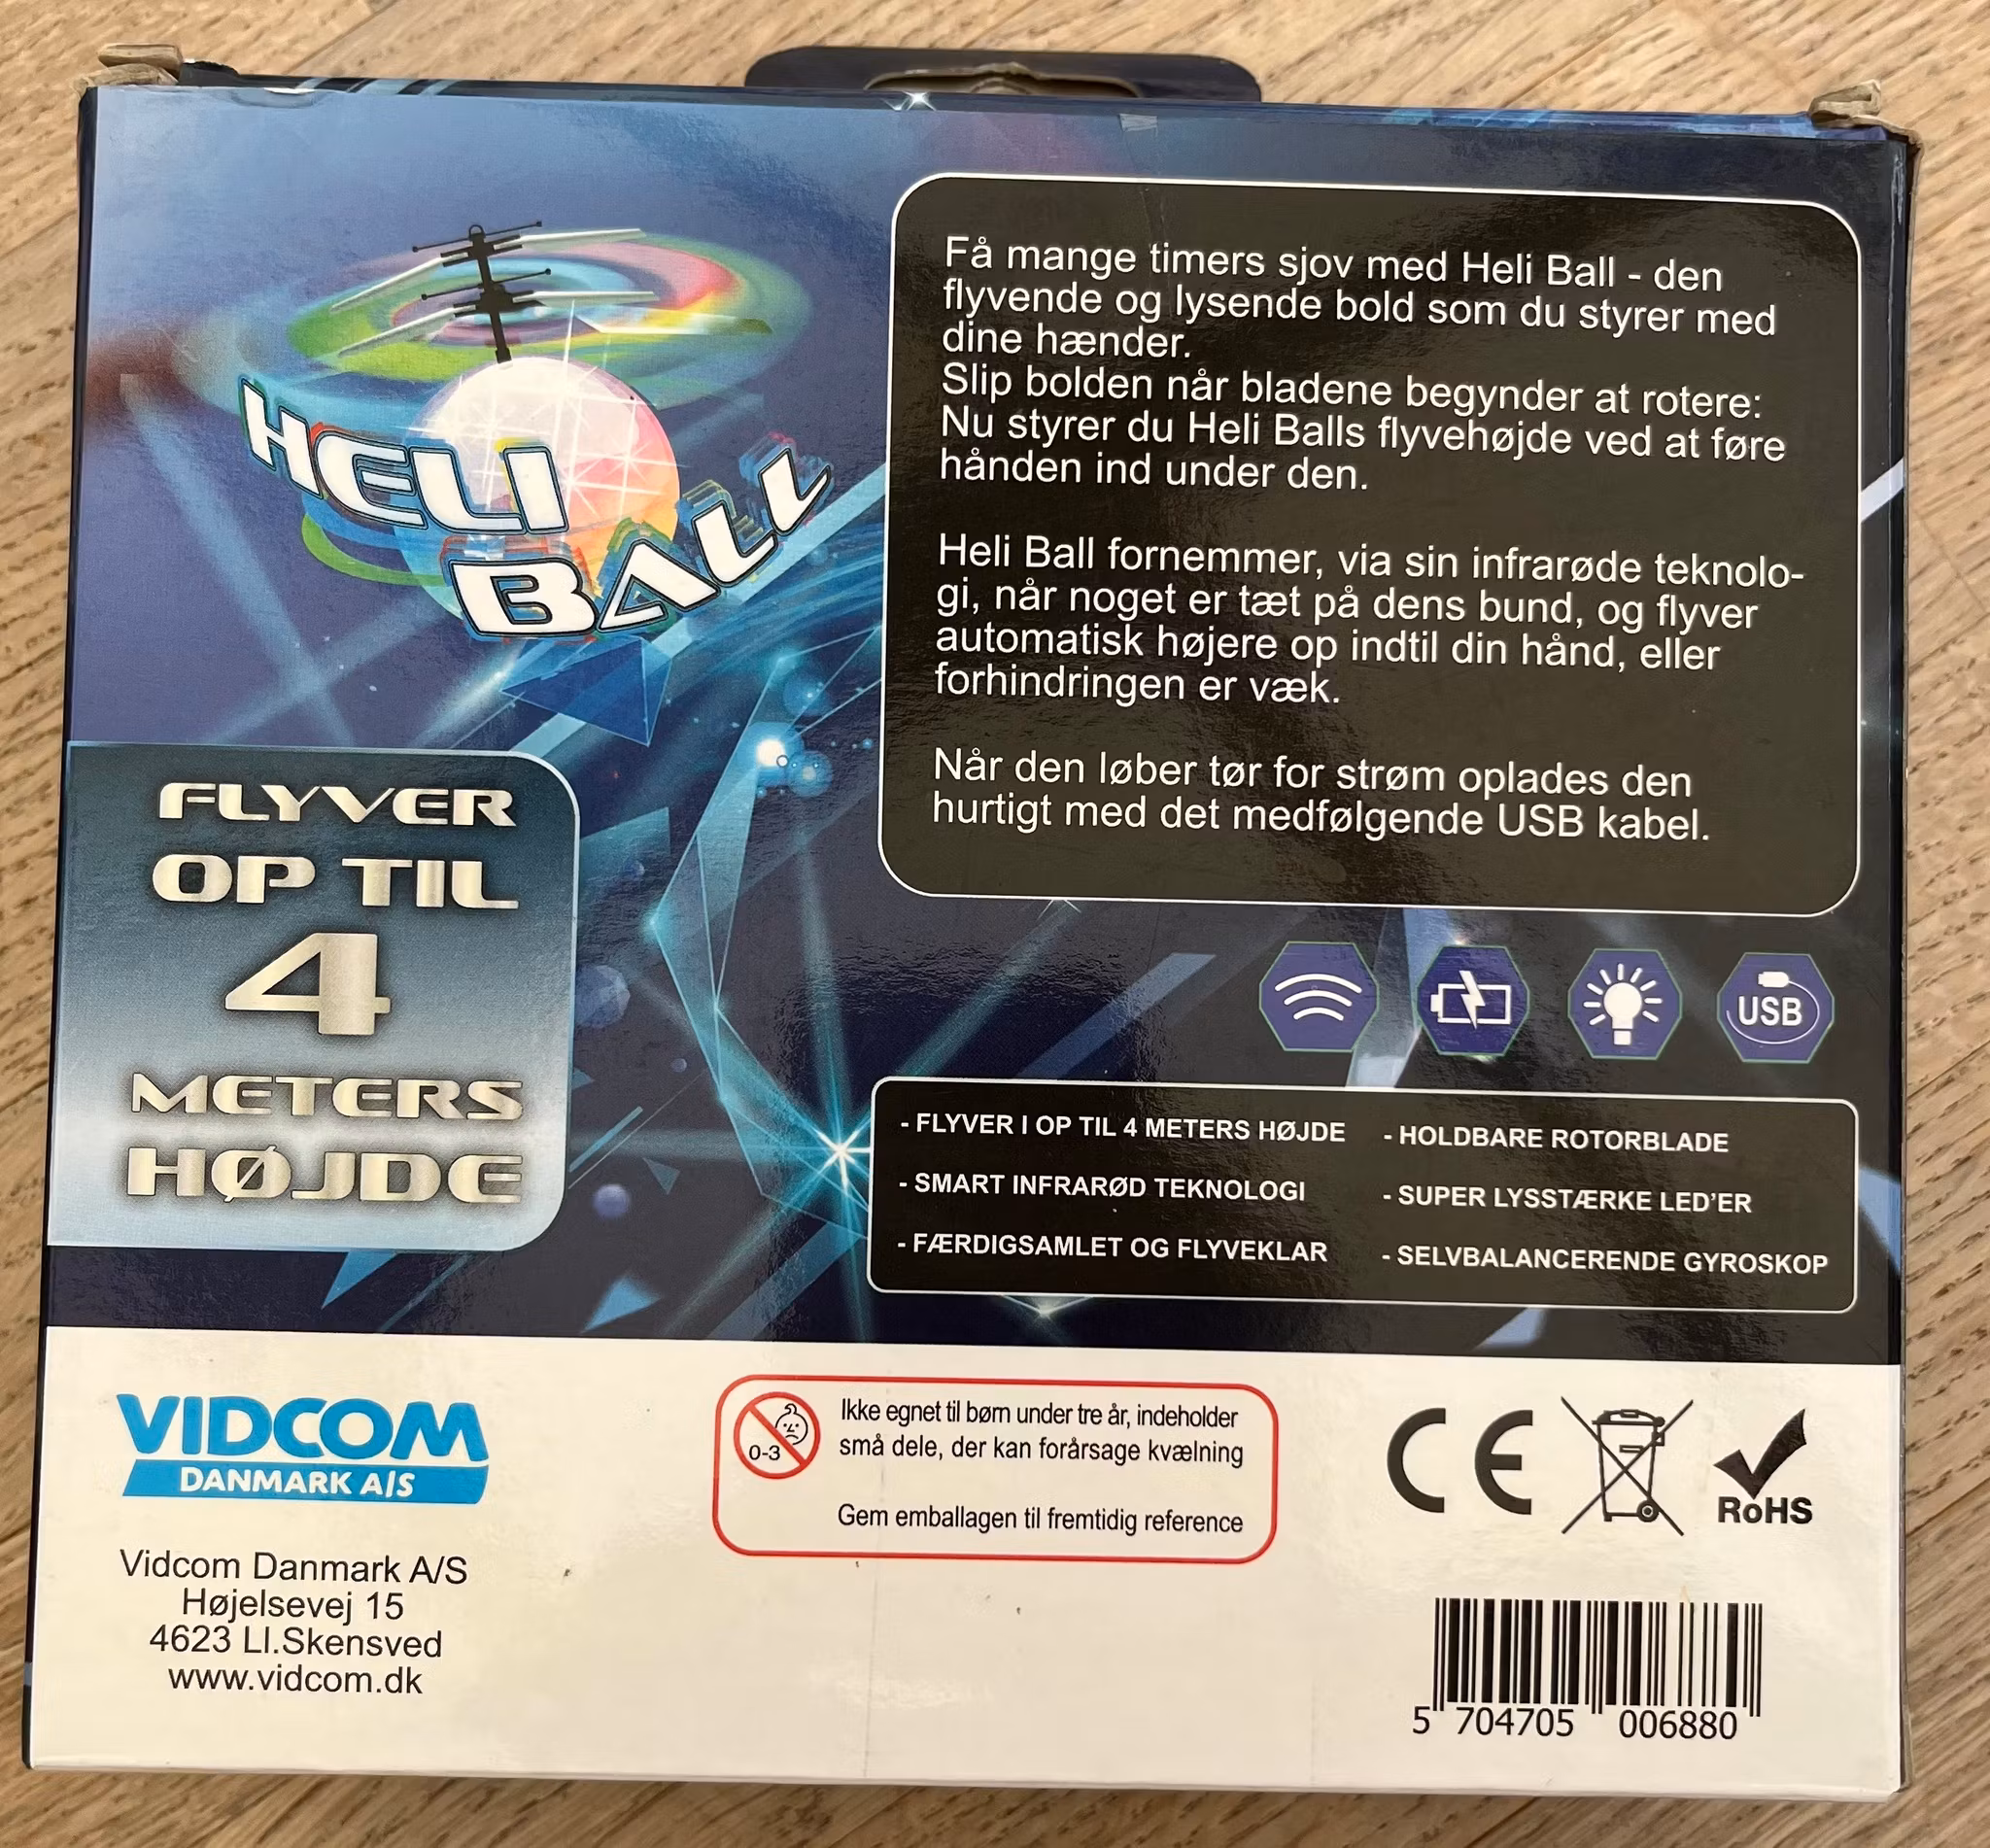 HELI
BALL
Få mange timers sjov med Heli Ball - den
flyvende og lysende bold som du styrer med
dine hænder.
Slip bolden når bladene begynder at rotere:
Nu styrer du Heli Balls flyvehøjde ved at føre
hånden ind under den.
Heli Ball fornemmer, via sin infrarøde teknolo-
gi, når noget er tæt på dens bund, og flyver
automatisk højere op indtil din hånd, eller
forhindringen er væk.
Når den løber tør for strøm oplades den
hurtigt med det medfølgende USB kabel.
FLYVER
OP TIL
4
METERS
HØJDE
USB
- FLYVER I OP TIL 4 METERS HØJDE
- SMART INFRARØD TEKNOLOGI
- FÆRDIGSAMLET OG FLYVEKLAR
- HOLDBARE ROTORBLADE
- SUPER LYSSTÆRKE LED'ER
- SELVBALANCERENDE GYROSKOP
VIDCOM
DANMARK A/S
Vidcom Danmark A/S
Højelsevej 15
4623 Ll.Skensved
www.vidcom.dk
0-3
Ikke egnet til børn under tre år, indeholder
små dele, der kan forårsage kvælning
Gem emballagen til fremtidig reference
CE
RoHS
5 704705 006880